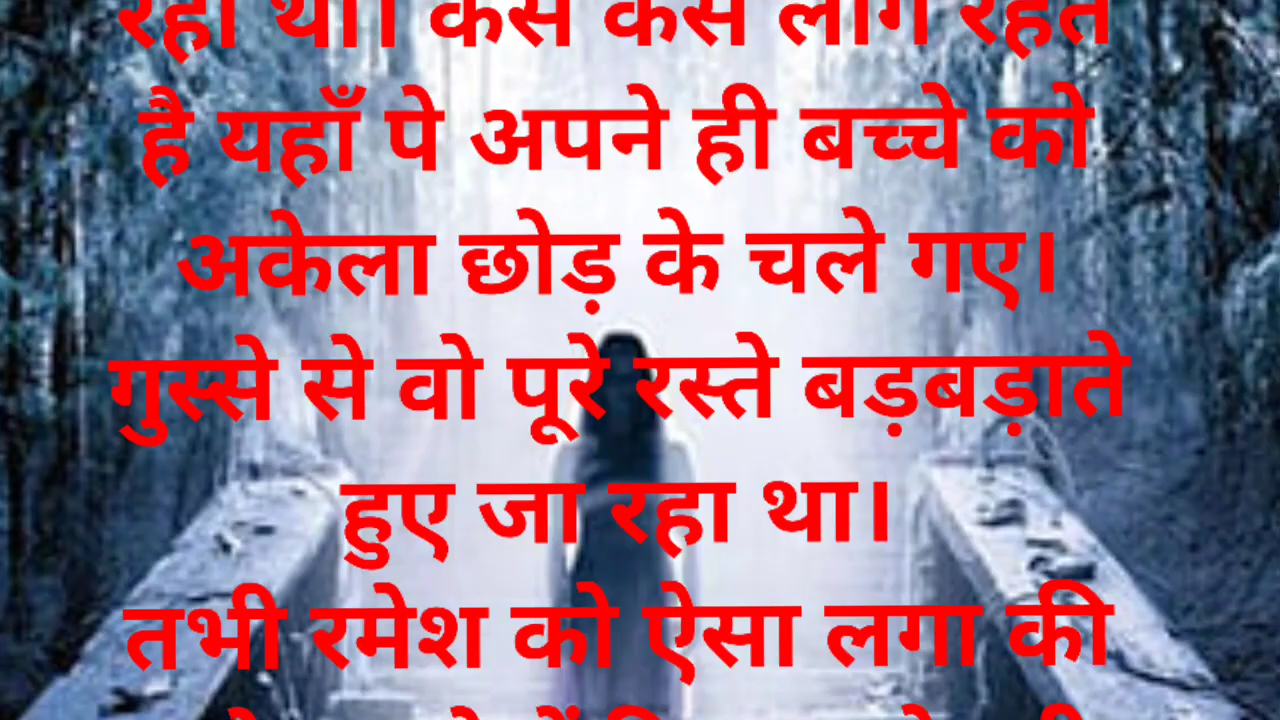 रहा था। कैसे कैसे लोग रहते
है यहाँ पे अपने ही बच्चे को
अकेला छोड़ के चले गए।
गुस्से से वो पूरे रस्ते बड़बड़ाते
हुए जा रहा था।
तभी रमेश को ऐसा लगा की